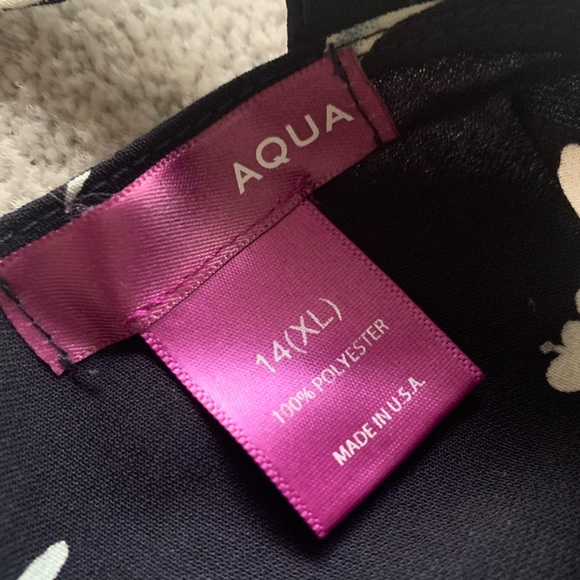 AQUA
14(XL)
100% POLYESTER
MADE IN U.S.A.